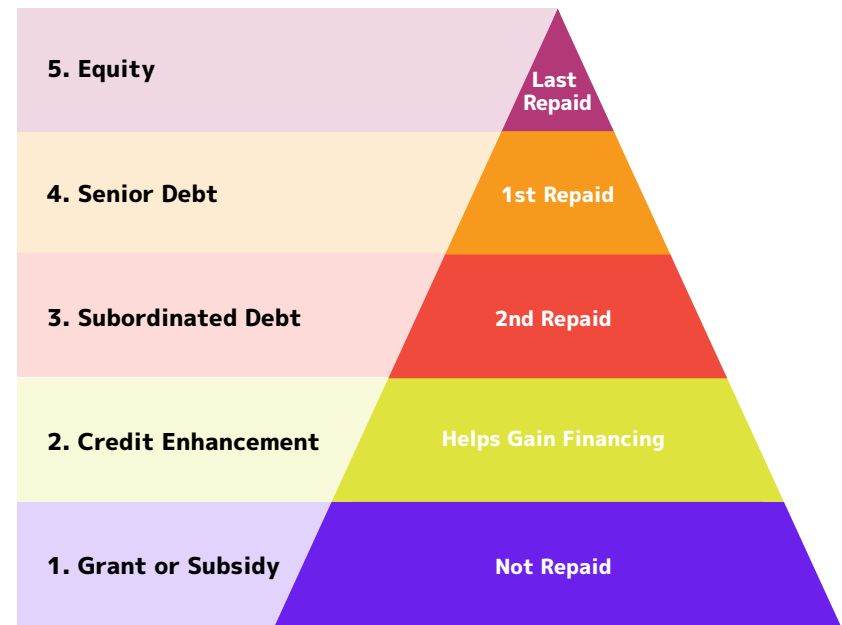 5. Equity
Last
Repaid
4. Senior Debt
1st Repaid
3. Subordinated Debt
2nd Repaid
2. Credit Enhancement
Helps Gain Financing
1. Grant or Subsidy
Not Repaid